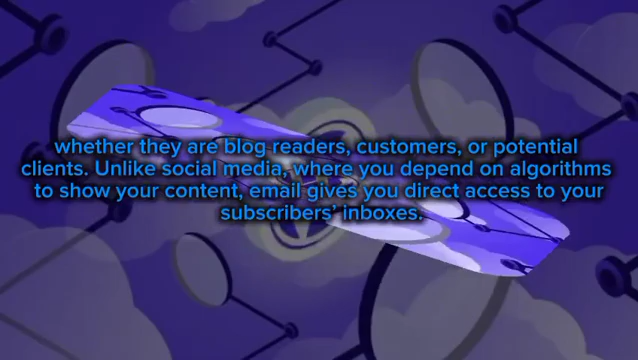 whether they are blog readers, customers, or potential
clients. Unlike social media, where you depend on algorithms
to show your content, email gives you direct access to your
subscribers’ inboxes.